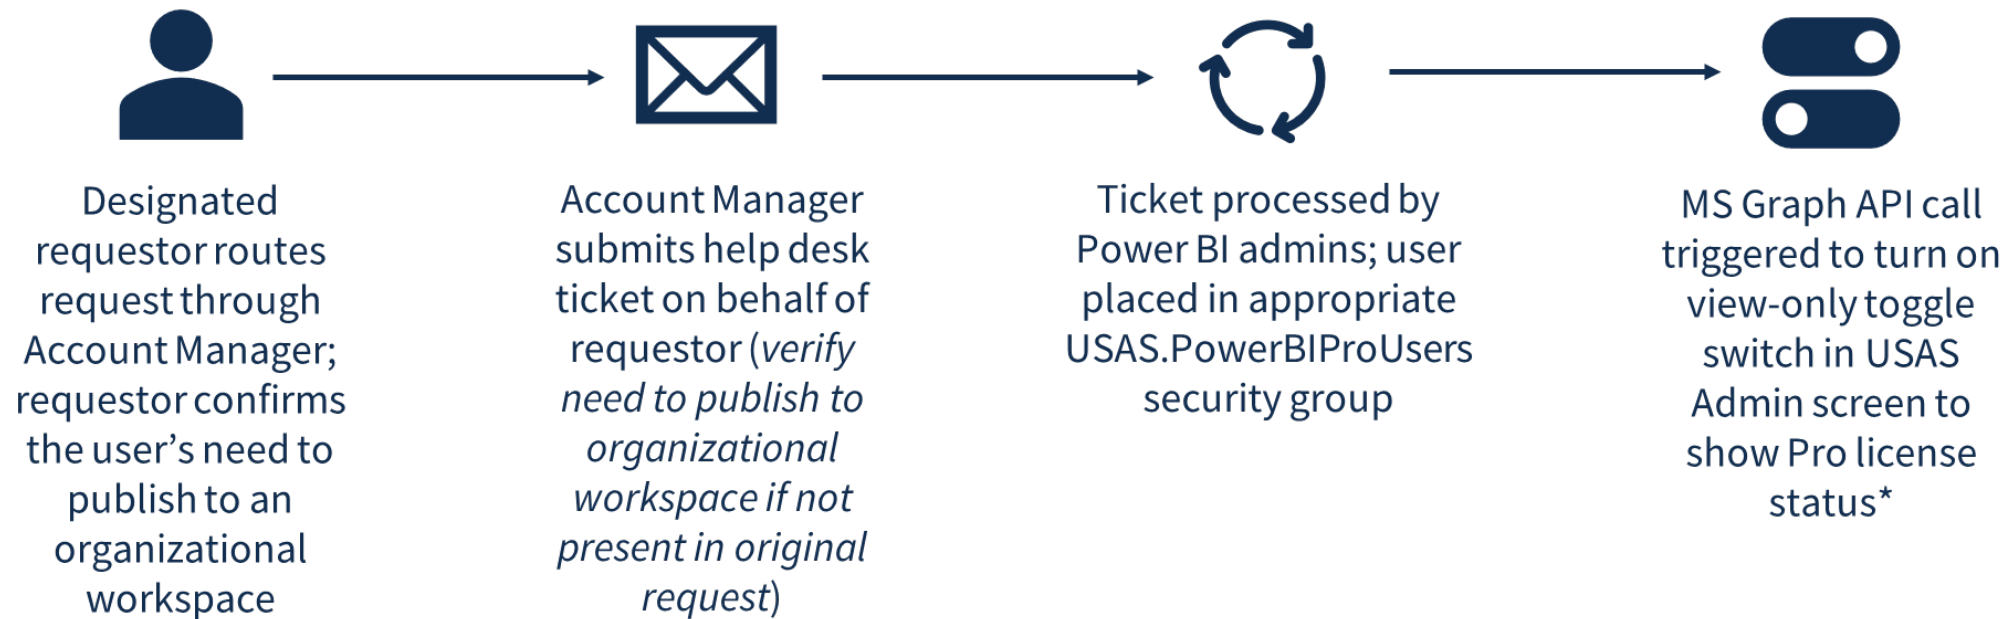 Designated
requestor routes
request through
Account Manager;
requestor confirms
the user’s need to
publish to an
organizational
workspace
Account Manager
submits help desk
ticket on behalf of
requestor (verify
need to publish to
organizational
workspace if not
present in original
request)
Ticket processed by
Power BI admins; user
placed in appropriate
USAS.PowerBIProUsers
security group
MS Graph API call
triggered to turn on
view-only toggle
switch in USAS
Admin screen to
show Pro license
status*